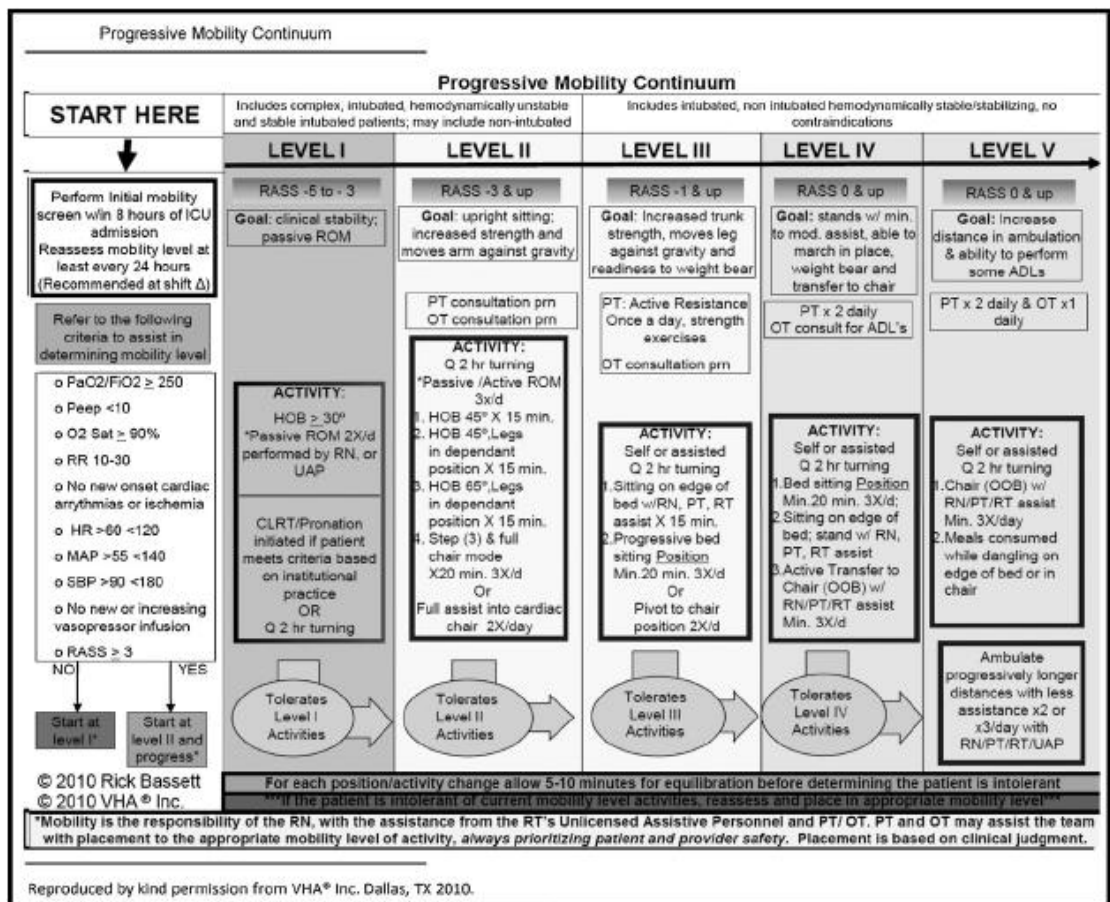 Progressive Mobility Continuum
Progressive Mobility Continuum
START HERE
Includes complex, intubated, hemodynamically unstable
and stable intubated patients; may include non-intubated
Includes intubated, non intubated hemodynamically stable/stabilizing, no
contraindications
LEVEL I
LEVEL II
LEVEL III
LEVEL IV
LEVEL V
Perform Initial mobility
screen w/in 8 hours of ICU
admission
Reassess mobility level at
least every 24 hours
(Recommended at shift Δ)
Refer to the following
criteria to assist in
determining mobility level
o PaO2/FiO2 ≥ 250
o Peep <10
o O2 Sat ≥ 90%
o RR 10-30
o No new onset cardiac
arrythmias or ischemia
o HR >60 <120
o MAP >55 <140
o SBP >90 <180
o No new or increasing
vasopressor infusion
o RASS ≥ 3
NO
YES
Start at
level I*
Start at
level II and
progress*
RASS -5 to - 3
Goal: clinical stability;
passive ROM
ACTIVITY:
HOB ≥ 30º
*Passive ROM 2X/d
performed by RN, or
UAP
CLRT/Pronation
initiated if patient
meets criteria based
on institutional
practice
OR
Q 2 hr turning
Tolerates
Level I
Activities
RASS -3 & up
Goal: upright sitting;
increased strength and
moves arm against gravity
PT consultation prn
OT consultation prn
ACTIVITY:
Q 2 hr turning
*Passive /Active ROM
3x/d
1. HOB 45º X 15 min.
2. HOB 45º,Legs
in dependant
position X 15 min.
3. HOB 65º,Legs
in dependant
position X 15 min.
4. Step (3) & full
chair mode
X20 min. 3X/d
Or
Full assist into cardiac
chair 2X/day
Tolerates
Level II
Activities
RASS -1 & up
Goal: Increased trunk
strength, moves leg
against gravity and
readiness to weight bear
PT: Active Resistance
Once a day, strength
exercises
OT consultation prn
ACTIVITY:
Self or assisted
Q 2 hr turning
1.Sitting on edge of
bed w/RN, PT, RT
assist X 15 min.
2.Progressive bed
sitting Position
Min.20 min. 3X/d
Or
Pivot to chair
position 2X/d
Tolerates
Level III
Activities
RASS 0 & up
Goal: stands w/ min.
to mod. assist, able to
march in place,
weight bear and
transfer to chair
PT x 2 daily
OT consult for ADL's
ACTIVITY:
Self or assisted
Q 2 hr turning
1.Bed sitting Position
Min.20 min. 3X/d;
2.Sitting on edge of
bed; stand w/ RN,
PT, RT assist
3.Active Transfer to
Chair (OOB) w/
RN/PT/RT assist
Min. 3X/d
Tolerates
Level IV
Activities
RASS 0 & up
Goal: Increase
distance in ambulation
& ability to perform
some ADLs
PT x 2 daily & OT x1
daily
ACTIVITY:
Self or assisted
Q 2 hr turning
1.Chair (OOB) w/
RN/PT/RT assist
Min. 3X/day
2.Meals consumed
while dangling on
edge of bed or in
chair
Ambulate
progressively longer
distances with less
assistance x2 or
x3/day with
RN/PT/RT/UAP
© 2010 Rick Bassett
© 2010 VHA® Inc.
For each position/activity change allow 5-10 minutes for equilibration before determining the patient is intolerant
***If the patient is intolerant of current mobility level activities, reassess and place in appropriate mobility level***
*Mobility is the responsibility of the RN, with the assistance from the RT's Unlicensed Assistive Personnel and PT/ OT. PT and OT may assist the team
with placement to the appropriate mobility level of activity, always prioritizing patient and provider safety. Placement is based on clinical judgment.
Reproduced by kind permission from VHA® Inc. Dallas, TX 2010.